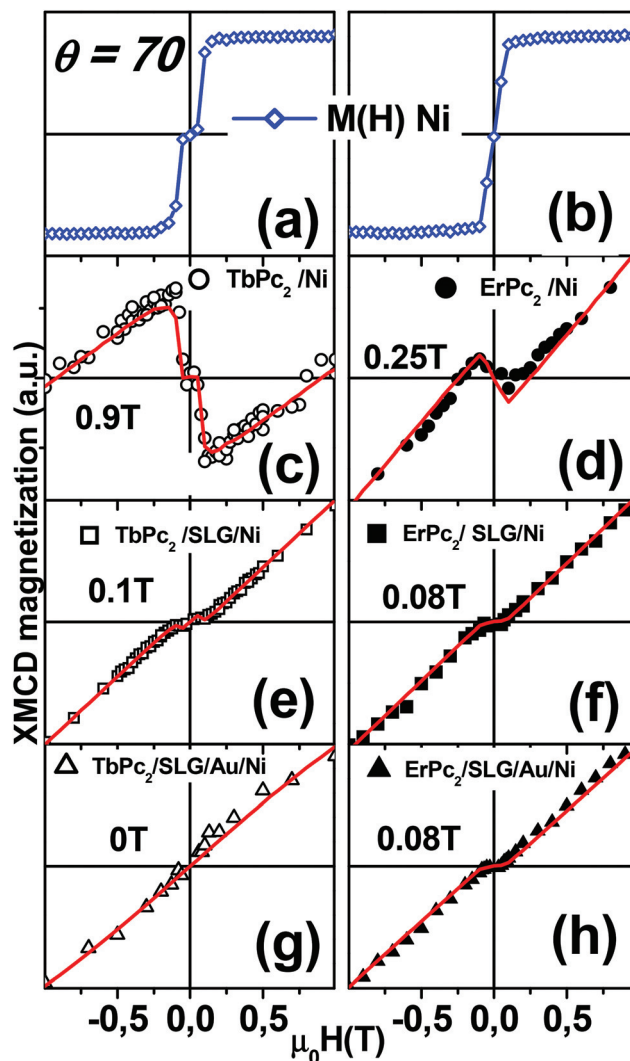 θ = 70
M(H) Ni
(a)
(b)
TbPc2 /Ni
0.9T
(c)
ErPc2 /Ni
0.25T
(d)
TbPc2 /SLG/Ni
0.1T
(e)
ErPc2/ SLG/Ni
0.08T
(f)
TbPc2/SLG/Au/Ni
0T
(g)
ErPc2/SLG/Au/Ni
0.08T
(h)
XMCD magnetization (a.u.)
-0,5 0,0 0,5
-0,5 0,0 0,5
μ0H(T)